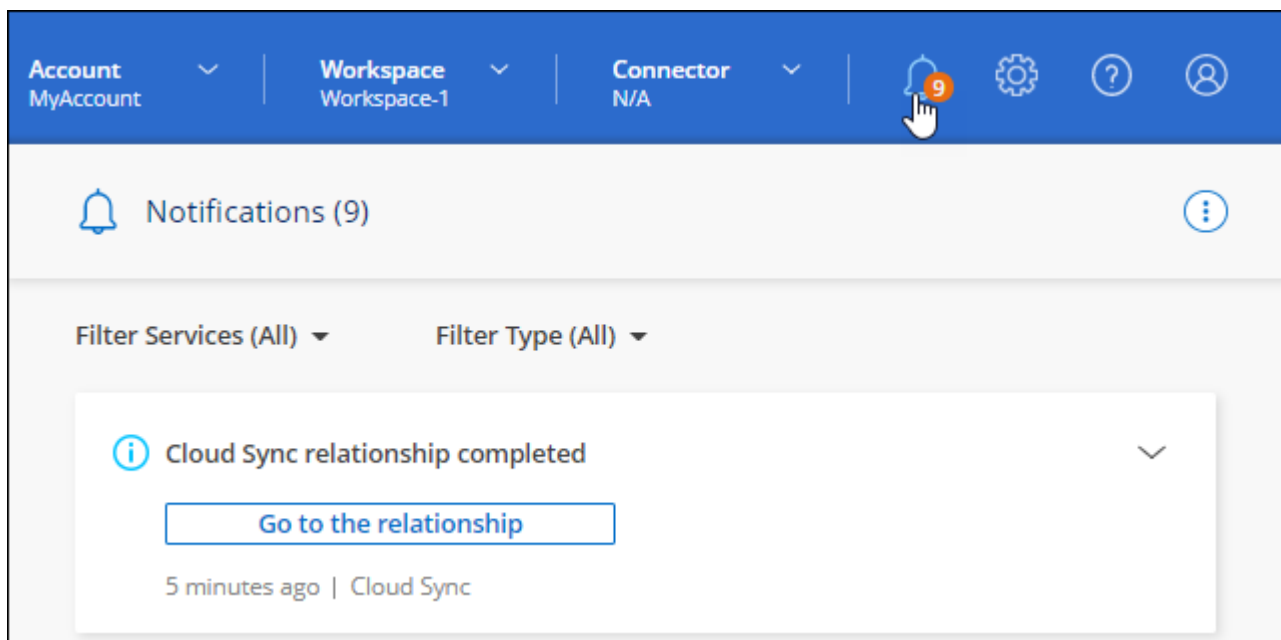 Account Workspace Connector
MyAccount Workspace-1 N/A
9
Notifications (9)
Filter Services (All) Filter Type (All)
Cloud Sync relationship completed
Go to the relationship
5 minutes ago | Cloud Sync